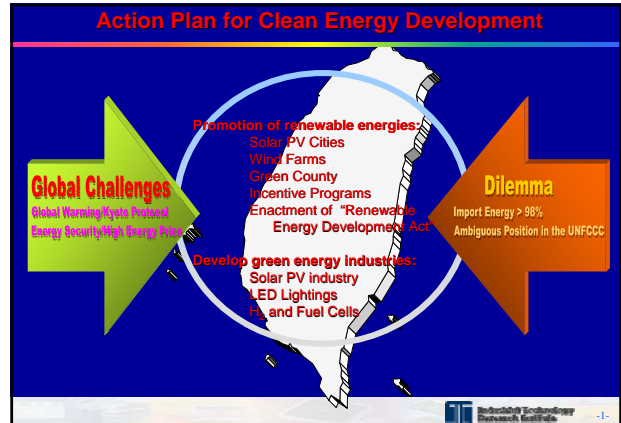 Action Plan for Clean Energy Development
Promotion of renewable energies:
Solar PV Cities
Wind Farms
Green County
Incentive Programs
Enactment of “Renewable
Energy Development Act”
Develop green energy industries:
Solar PV industry
LED Lightings
H2 and Fuel Cells
Global Challenges
Global Warming/Kyoto Protocol
Energy Security/High Energy Price
Dilemma
Import Energy > 98%
Ambiguous Position in the UNFCCC
Industrial Technology
Research Institute
-1-